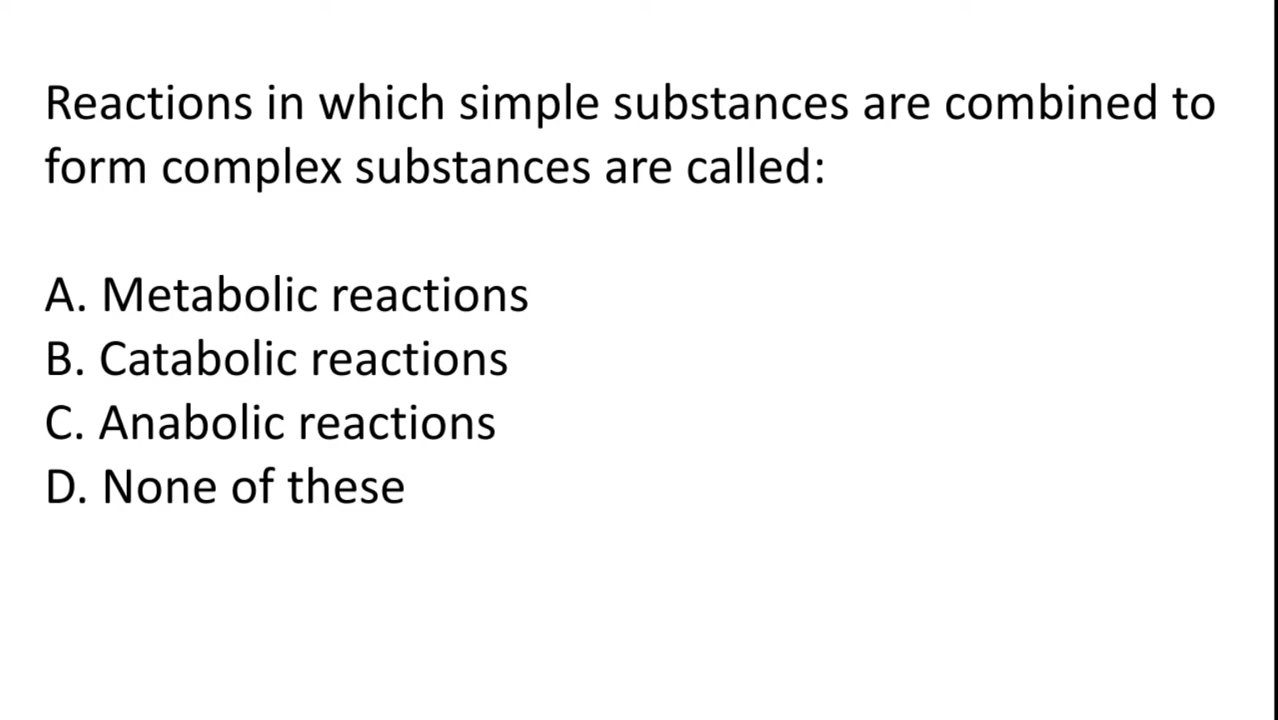 Reactions in which simple substances are combined to
form complex substances are called:
A. Metabolic reactions
B. Catabolic reactions
C. Anabolic reactions
D. None of these